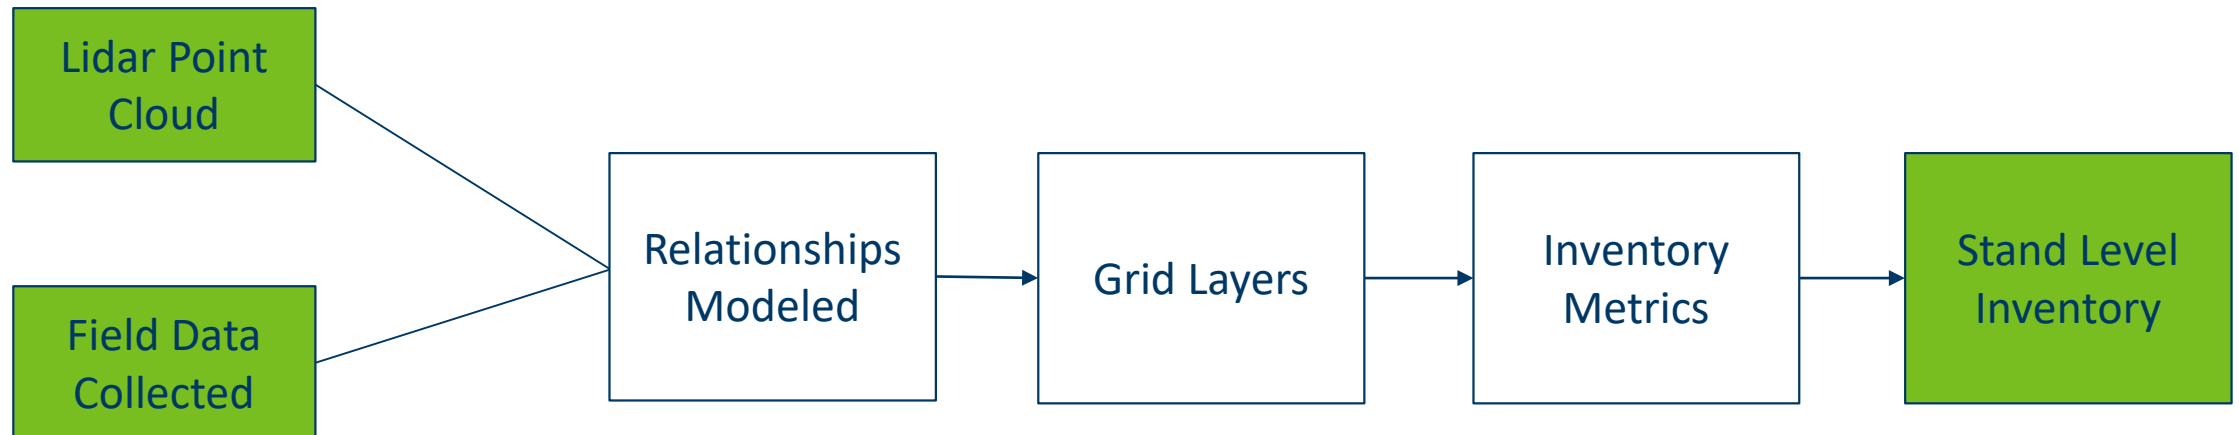 Lidar Point
Cloud
Field Data
Collected
Relationships
Modeled
Grid Layers
Inventory
Metrics
Stand Level
Inventory